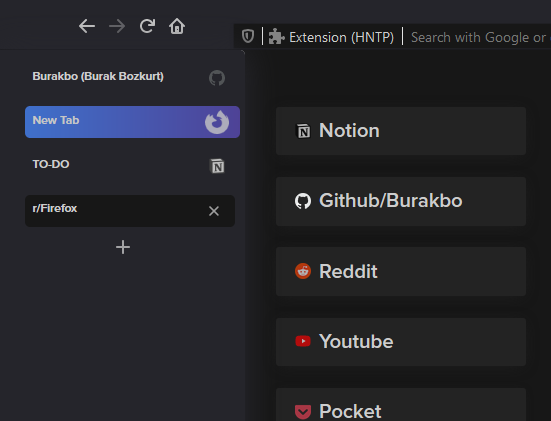 Extension (HNTP)
Search with Google or
Burakbo (Burak Bozkurt)
New Tab
TO-DO
r/Firefox
Notion
Github/Burakbo
Reddit
Youtube
Pocket